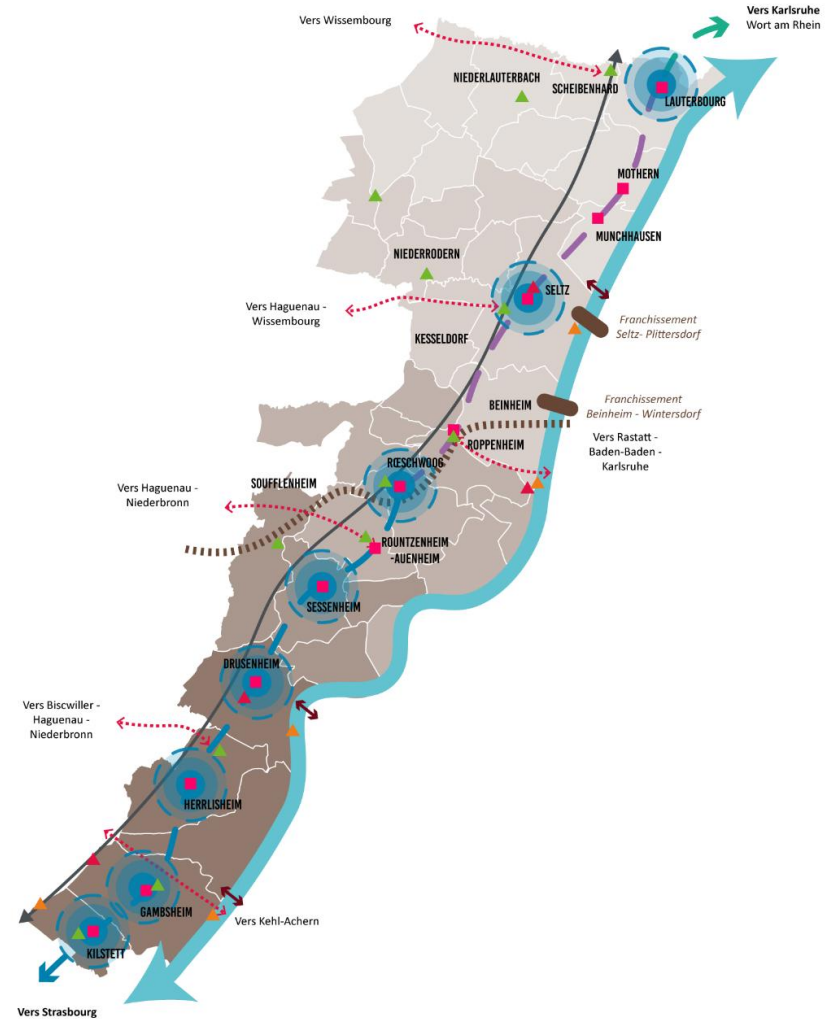 Vers Karlsruhe
Wort am Rhein
Vers Wissembourg
NIEDERLAUTERBACH
SCHEIBENHARD
LAUTERBOURG
MOTHERN
MUNCHHAUSEN
NIEDERRODERN
SELTZ
Vers Haguenau -
Wissembourg
Franchissement
Seltz- Plittersdorf
KESSELDORF
BEINHEIM
Franchissement
Beinheim - Wintersdorf
ROPPENHEIM
Vers Rastatt -
Baden-Baden -
Karlsruhe
RŒSCHWOOG
SOUFFLENHEIM
Vers Haguenau -
Niederbronn
ROUNTZENHEIM
-AUENHEIM
SESSENHEIM
DRUSENHEIM
Vers Biscwiller -
Haguenau -
Niederbronn
HERRLISHEIM
GAMBSHEIM
Vers Kehl-Achern
KILSTETT
Vers Strasbourg